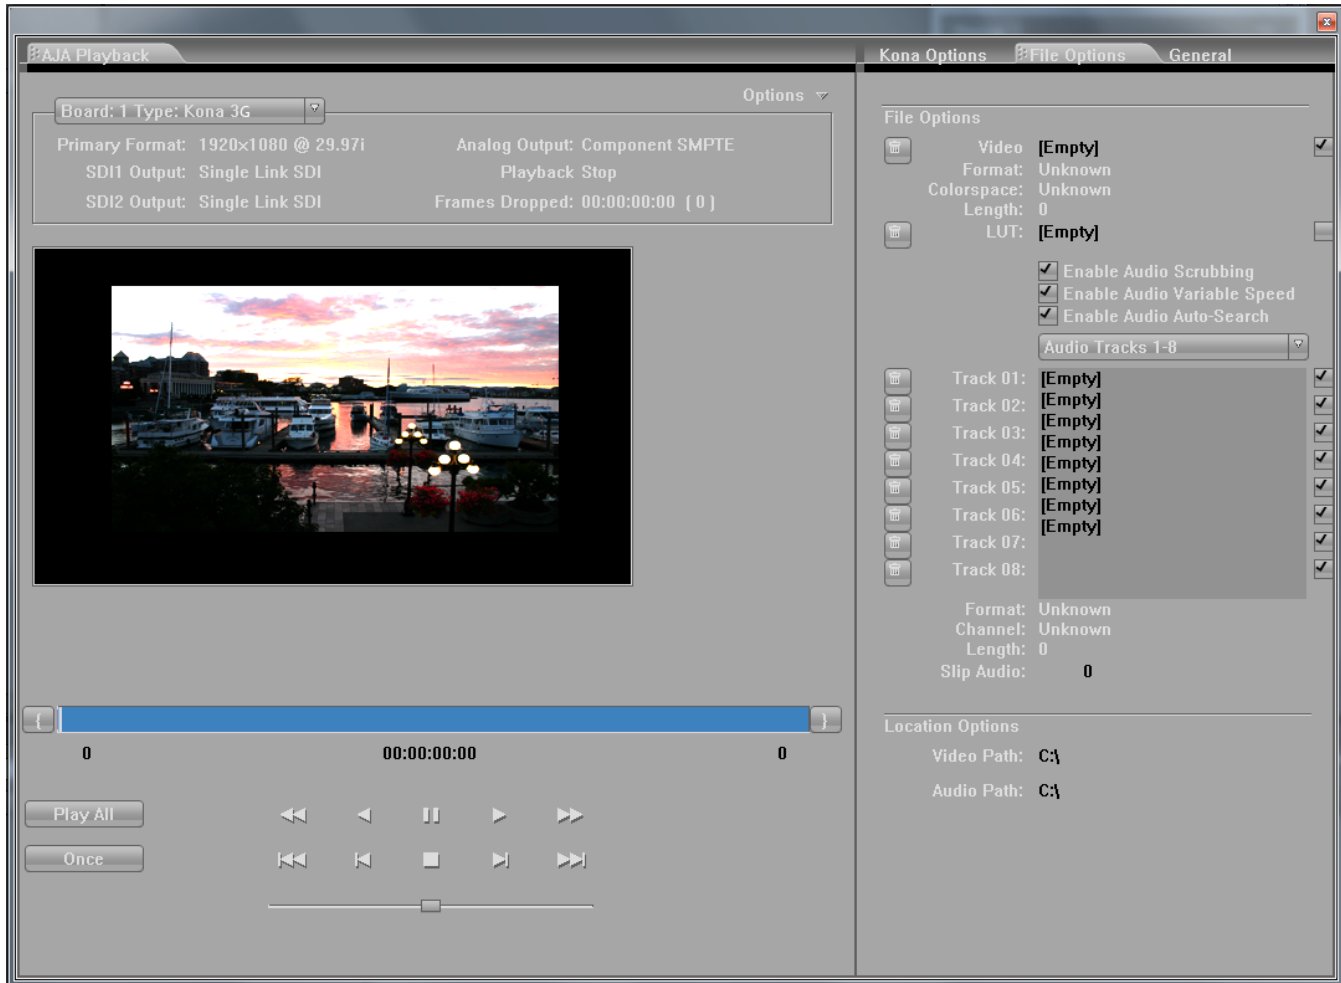 AJA Playback
Kona Options
File Options
General
Options
Board: 1 Type: Kona 3G
Primary Format: 1920x1080 @ 29.97i
Analog Output: Component SMPTE
SDI1 Output: Single Link SDI
Playback Stop
SDI2 Output: Single Link SDI
Frames Dropped: 00:00:00:00 ( 0 )
0
00:00:00:00
0
Play All
Once
File Options
Video [Empty]
Format: Unknown
Colorspace: Unknown
Length: 0
LUT: [Empty]
Enable Audio Scrubbing
Enable Audio Variable Speed
Enable Audio Auto-Search
Audio Tracks 1-8
Track 01: [Empty]
Track 02: [Empty]
Track 03: [Empty]
Track 04: [Empty]
Track 05: [Empty]
Track 06: [Empty]
Track 07: [Empty]
Track 08: [Empty]
Format: Unknown
Channel: Unknown
Length: 0
Slip Audio: 0
Location Options
Video Path: C:\
Audio Path: C:\